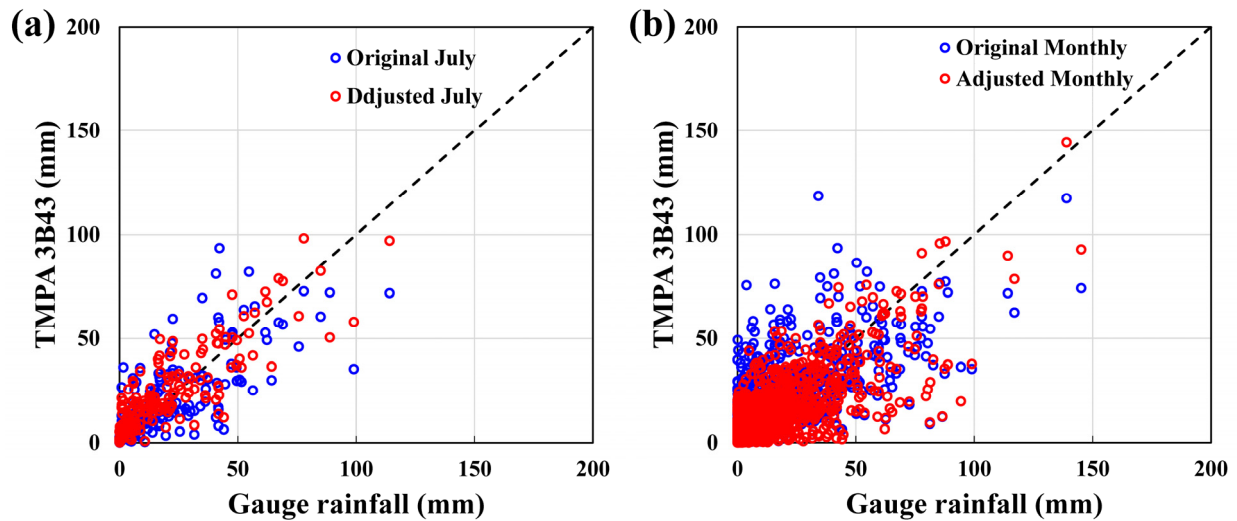 (a)
200
150
100
50
0
TMPA 3B43 (mm)
Original July
Ddjusted July
0 50 100 150 200
Gauge rainfall (mm)
(b)
200
150
100
50
0
TMPA 3B43 (mm)
Original Monthly
Adjusted Monthly
0 50 100 150 200
Gauge rainfall (mm)